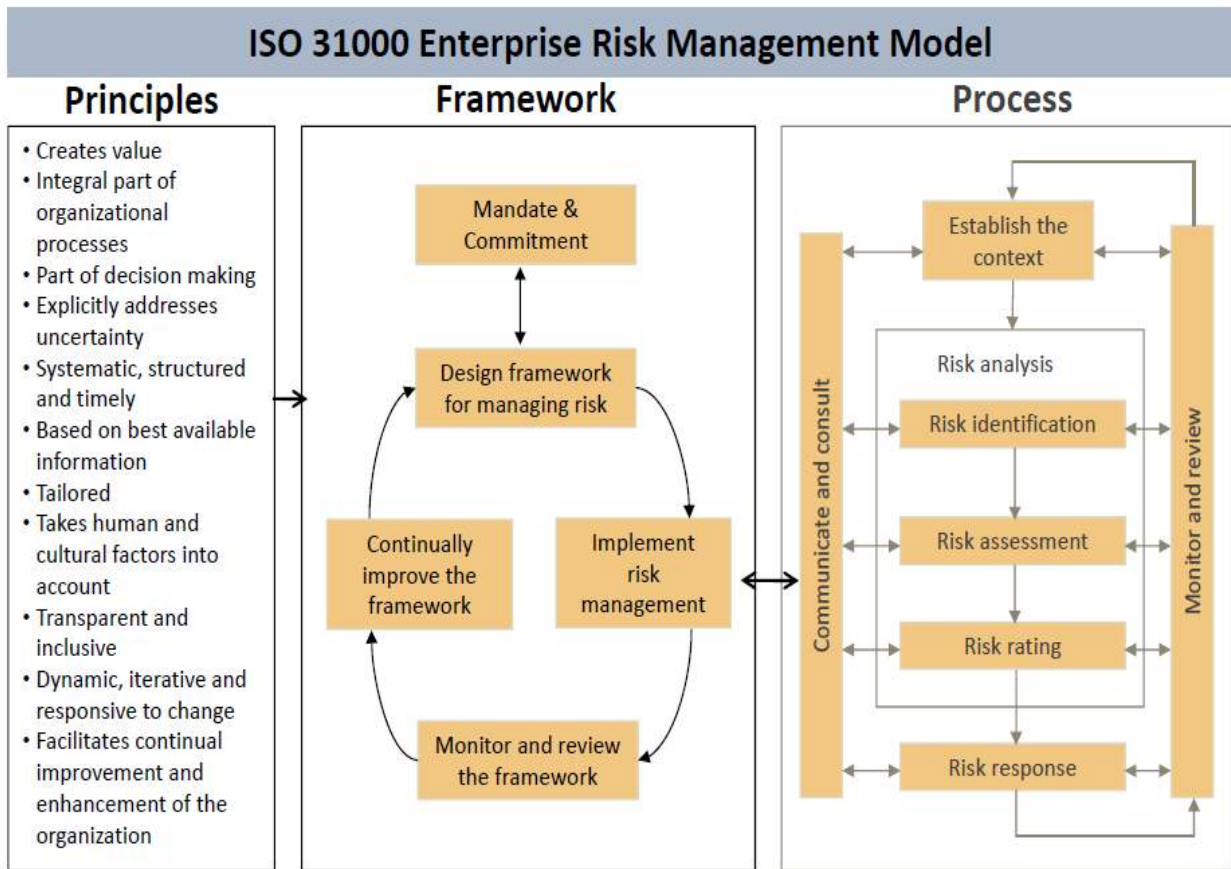 ISO 31000 Enterprise Risk Management Model
Principles
• Creates value
• Integral part of
organizational
processes
• Part of decision making
• Explicitly addresses
uncertainty
• Systematic, structured
and timely
• Based on best available
information
• Tailored
• Takes human and
cultural factors into
account
• Transparent and
inclusive
• Dynamic, iterative and
responsive to change
• Facilitates continual
improvement and
enhancement of the
organization
Framework
Mandate &
Commitment
Design framework
for managing risk
Continually
improve the
framework
Implement
risk
management
Monitor and review
the framework
Process
Communicate and consult
Establish the
context
Risk analysis
Risk identification
Risk assessment
Risk rating
Risk response
Monitor and review